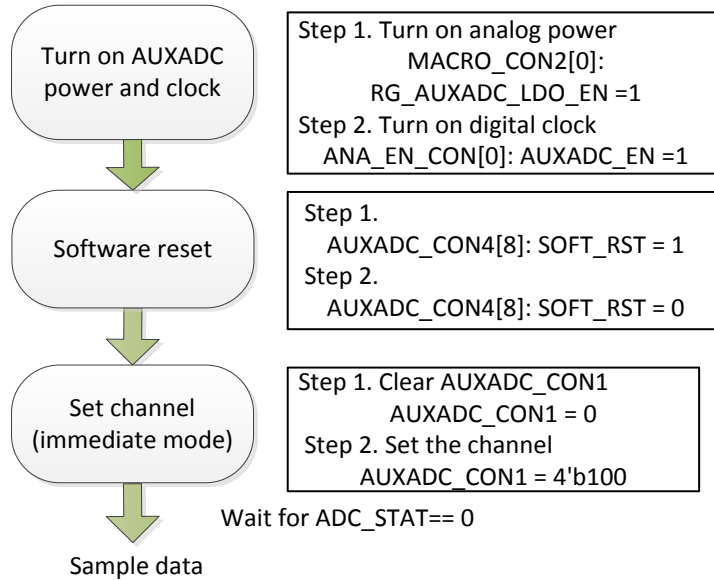 Turn on AUXADC
power and clock
Step 1. Turn on analog power
MACRO_CON2[0]:
RG_AUXADC_LDO_EN =1
Step 2. Turn on digital clock
ANA_EN_CON[0]: AUXADC_EN =1
Software reset
Step 1.
AUXADC_CON4[8]: SOFT_RST = 1
Step 2.
AUXADC_CON4[8]: SOFT_RST = 0
Set channel
(immediate mode)
Step 1. Clear AUXADC_CON1
AUXADC_CON1 = 0
Step 2. Set the channel
AUXADC_CON1 = 4'b100
Wait for ADC_STAT== 0
Sample data